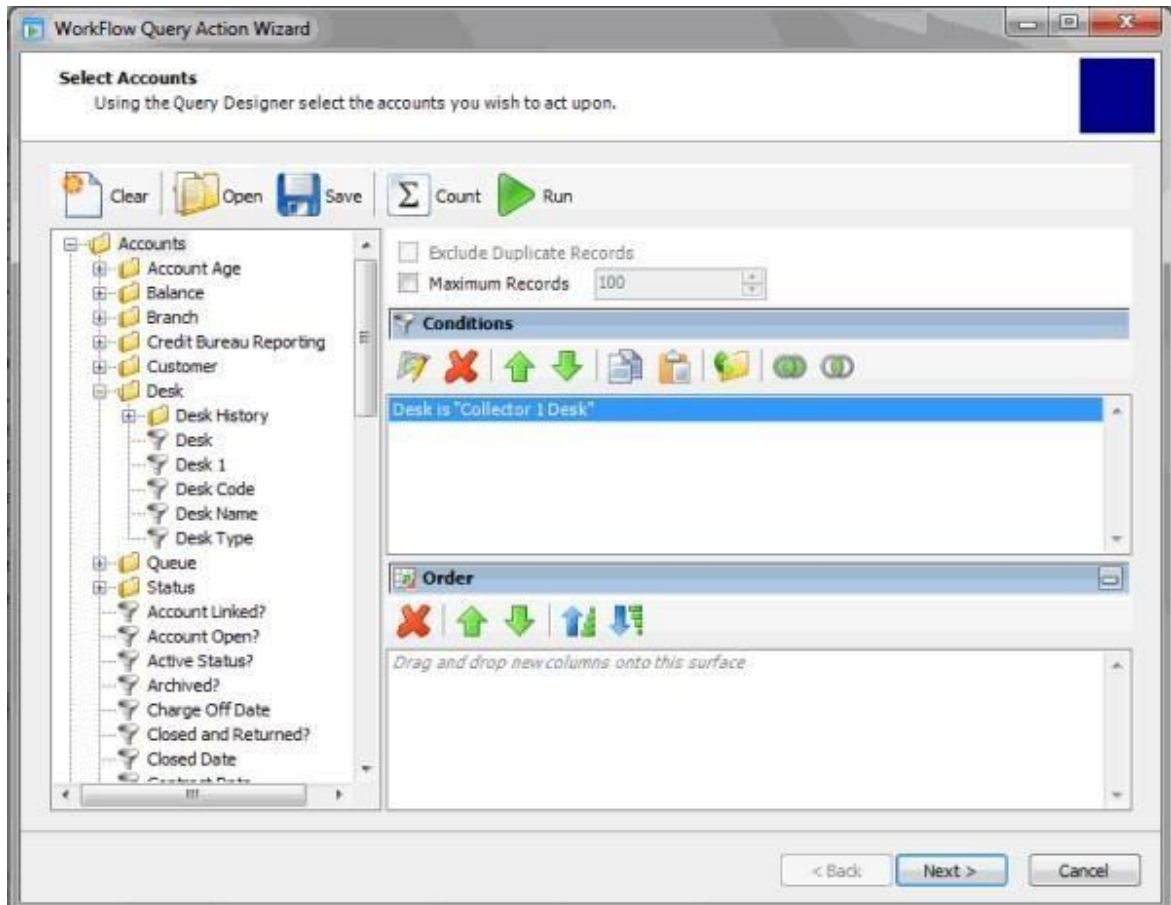 WorkFlow Query Action Wizard
Select Accounts
Using the Query Designer select the accounts you wish to act upon.
Clear Open Save Σ Count Run
Accounts
Account Age
Balance
Branch
Credit Bureau Reporting
Customer
Desk
Desk History
Desk
Desk 1
Desk Code
Desk Name
Desk Type
Queue
Status
Account Linked?
Account Open?
Active Status?
Archived?
Charge Off Date
Closed and Returned?
Closed Date
Exclude Duplicate Records
Maximum Records 100
Conditions
Desk is "Collector 1 Desk"
Order
Drag and drop new columns onto this surface
< Back Next > Cancel